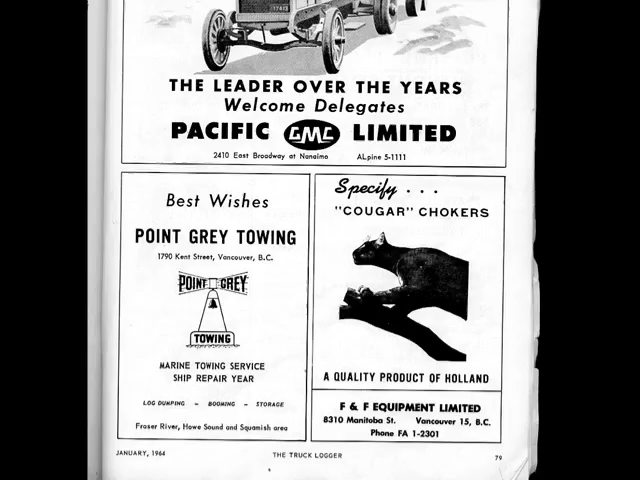 THE LEADER OVER THE YEARS
Welcome Delegates
PACIFIC GMC LIMITED
2410 East Broadway at Nanaimo ALpine 5-1111
Best Wishes
POINT GREY TOWING
1790 Kent Street, Vancouver, B.C.
POINT GREY
TOWING
MARINE TOWING SERVICE
SHIP REPAIR YEAR
LOG DUMPING – BOOMING – STORAGE
Fraser River, Howe Sound and Squamish area
Specify . . .
"COUGAR" CHOKERS
A QUALITY PRODUCT OF HOLLAND
F & F EQUIPMENT LIMITED
8310 Manitoba St. Vancouver 15, B.C.
Phone FA 1-2301
JANUARY, 1964 THE TRUCK LOGGER 79